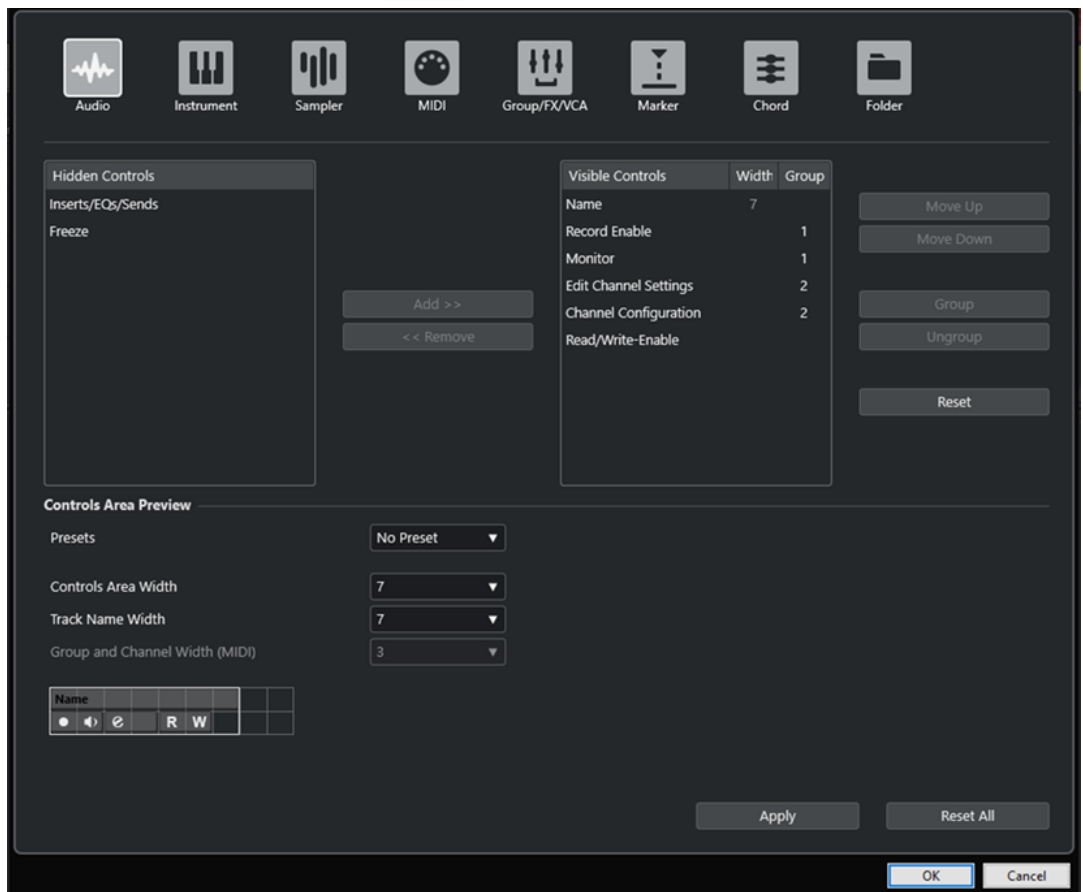 Audio Instrument Sampler MIDI Group/FX/VCA Marker Chord Folder
Hidden Controls
Inserts/EQs/Sends
Freeze
Add >>
<< Remove
Visible Controls Width Group
Name 7
Record Enable 1
Monitor 1
Edit Channel Settings 2
Channel Configuration 2
Read/Write-Enable
Move Up
Move Down
Group
Ungroup
Reset
Controls Area Preview
Presets No Preset
Controls Area Width 7
Track Name Width 7
Group and Channel Width (MIDI) 3
Name
R W
Apply Reset All
OK Cancel